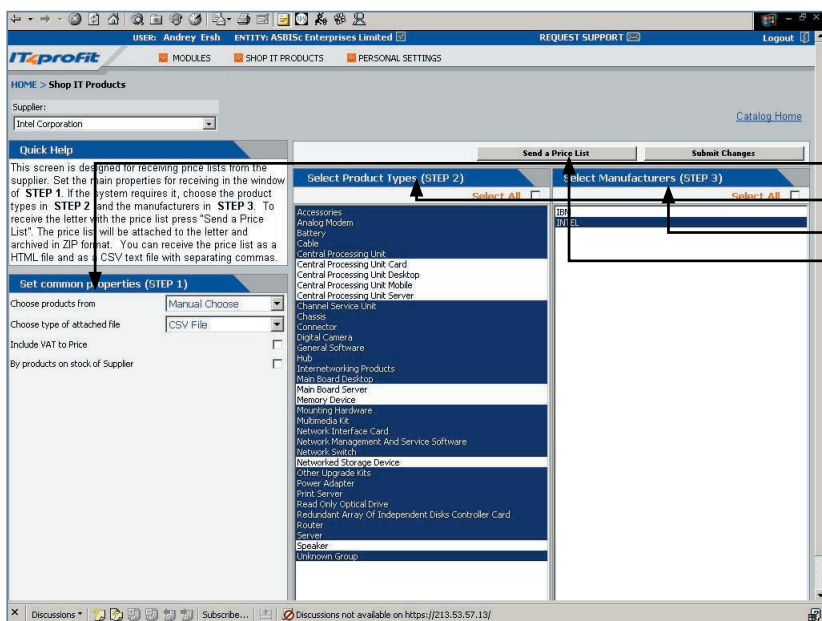 USER: Andrey Ersh ENTITY: ASBISc Enterprises Limited REQUEST SUPPORT Logout
IT4profit MODULES SHOP IT PRODUCTS PERSONAL SETTINGS
HOME > Shop IT Products
Supplier:
Intel Corporation
Catalog Home
Quick Help
This screen is designed for receiving price lists from the
supplier. Set the main properties for receiving in the window
of STEP 1. If the system requires it, choose the product
types in STEP 2 and the manufacturers in STEP 3. To
receive the letter with the price list press "Send a Price
List". The price list will be attached to the letter and
archived in ZIP format. You can receive the price list as a
HTML file and as a CSV text file with separating commas.
Set common properties (STEP 1)
Choose products from Manual Choose
Choose type of attached file CSV File
Include VAT to Price
By products on stock of Supplier
Send a Price List Submit Changes
Select Product Types (STEP 2)
Select All
Accessories
Analog Modem
Battery
Cable
Central Processing Unit
Central Processing Unit Card
Central Processing Unit Desktop
Central Processing Unit Mobile
Central Processing Unit Server
Channel Service Unit
Chassis
Connector
Digital Camera
General Software
Hub
Internetworking Products
Main Board Desktop
Main Board Server
Memory Device
Mounting Hardware
Multimedia Kit
Network Interface Card
Network Management And Service Software
Network Switch
Networked Storage Device
Other Upgrade Kits
Power Adapter
Print Server
Read Only Optical Drive
Redundant Array Of Independent Disks Controller Card
Router
Server
Speaker
Unknown Group
Select Manufacturers (STEP 3)
Select All
IBM
INTEL
Discussions Subscribe... Discussions not available on https://213.53.57.13/